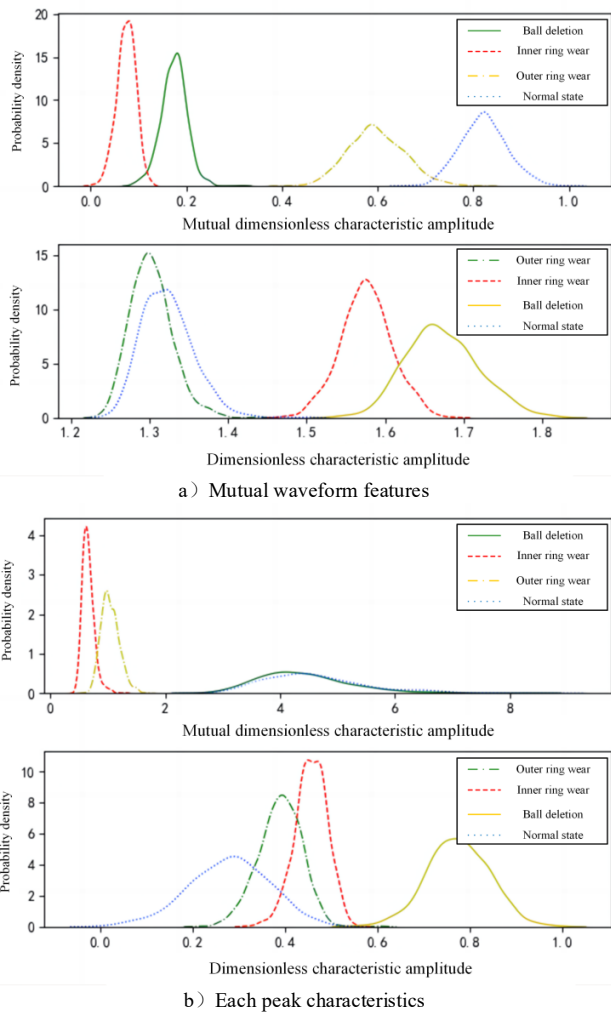 20
15
10
5
0
Probability density
Ball deletion
Inner ring wear
Outer ring wear
Normal state
0.0 0.2 0.4 0.6 0.8 1.0
Mutual dimensionless characteristic amplitude
15
10
5
0
Probability density
Outer ring wear
Inner ring wear
Ball deletion
Normal state
1.2 1.3 1.4 1.5 1.6 1.7 1.8
Dimensionless characteristic amplitude
a）Mutual waveform features
4
3
2
1
0
Probability density
Ball deletion
Inner ring wear
Outer ring wear
Normal state
0 2 4 6 8
Mutual dimensionless characteristic amplitude
10
8
6
4
2
0
Probability density
Outer ring wear
Inner ring wear
Ball deletion
Normal state
0.0 0.2 0.4 0.6 0.8 1.0
Dimensionless characteristic amplitude
b）Each peak characteristics